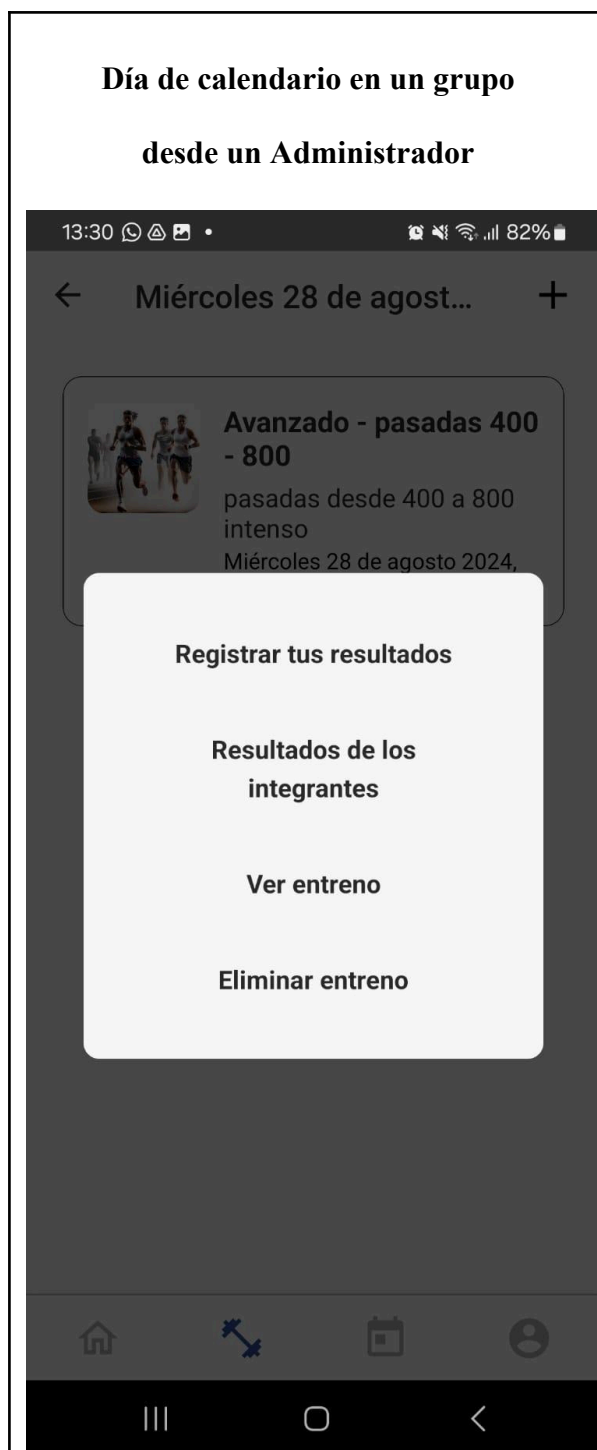 Día de calendario en un grupo
desde un Administrador
13:30 82%
Miércoles 28 de agost...
Avanzado - pasadas 400
- 800
pasadas desde 400 a 800
intenso
Miércoles 28 de agosto 2024,
Registrar tus resultados
Resultados de los
integrantes
Ver entreno
Eliminar entreno